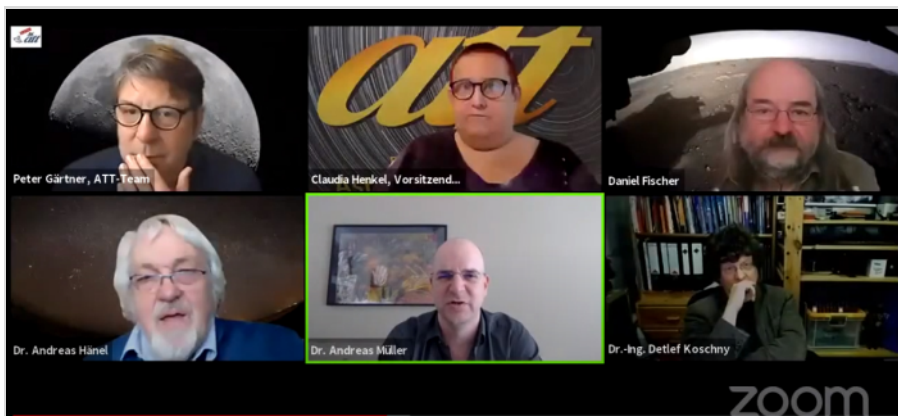 att
att
Peter Gärtner, ATT-Team
Claudia Henkel, Vorsitzend...
Daniel Fischer
Dr. Andreas Hänel
Dr. Andreas Müller
Dr.-Ing. Detlef Koschny
zoom